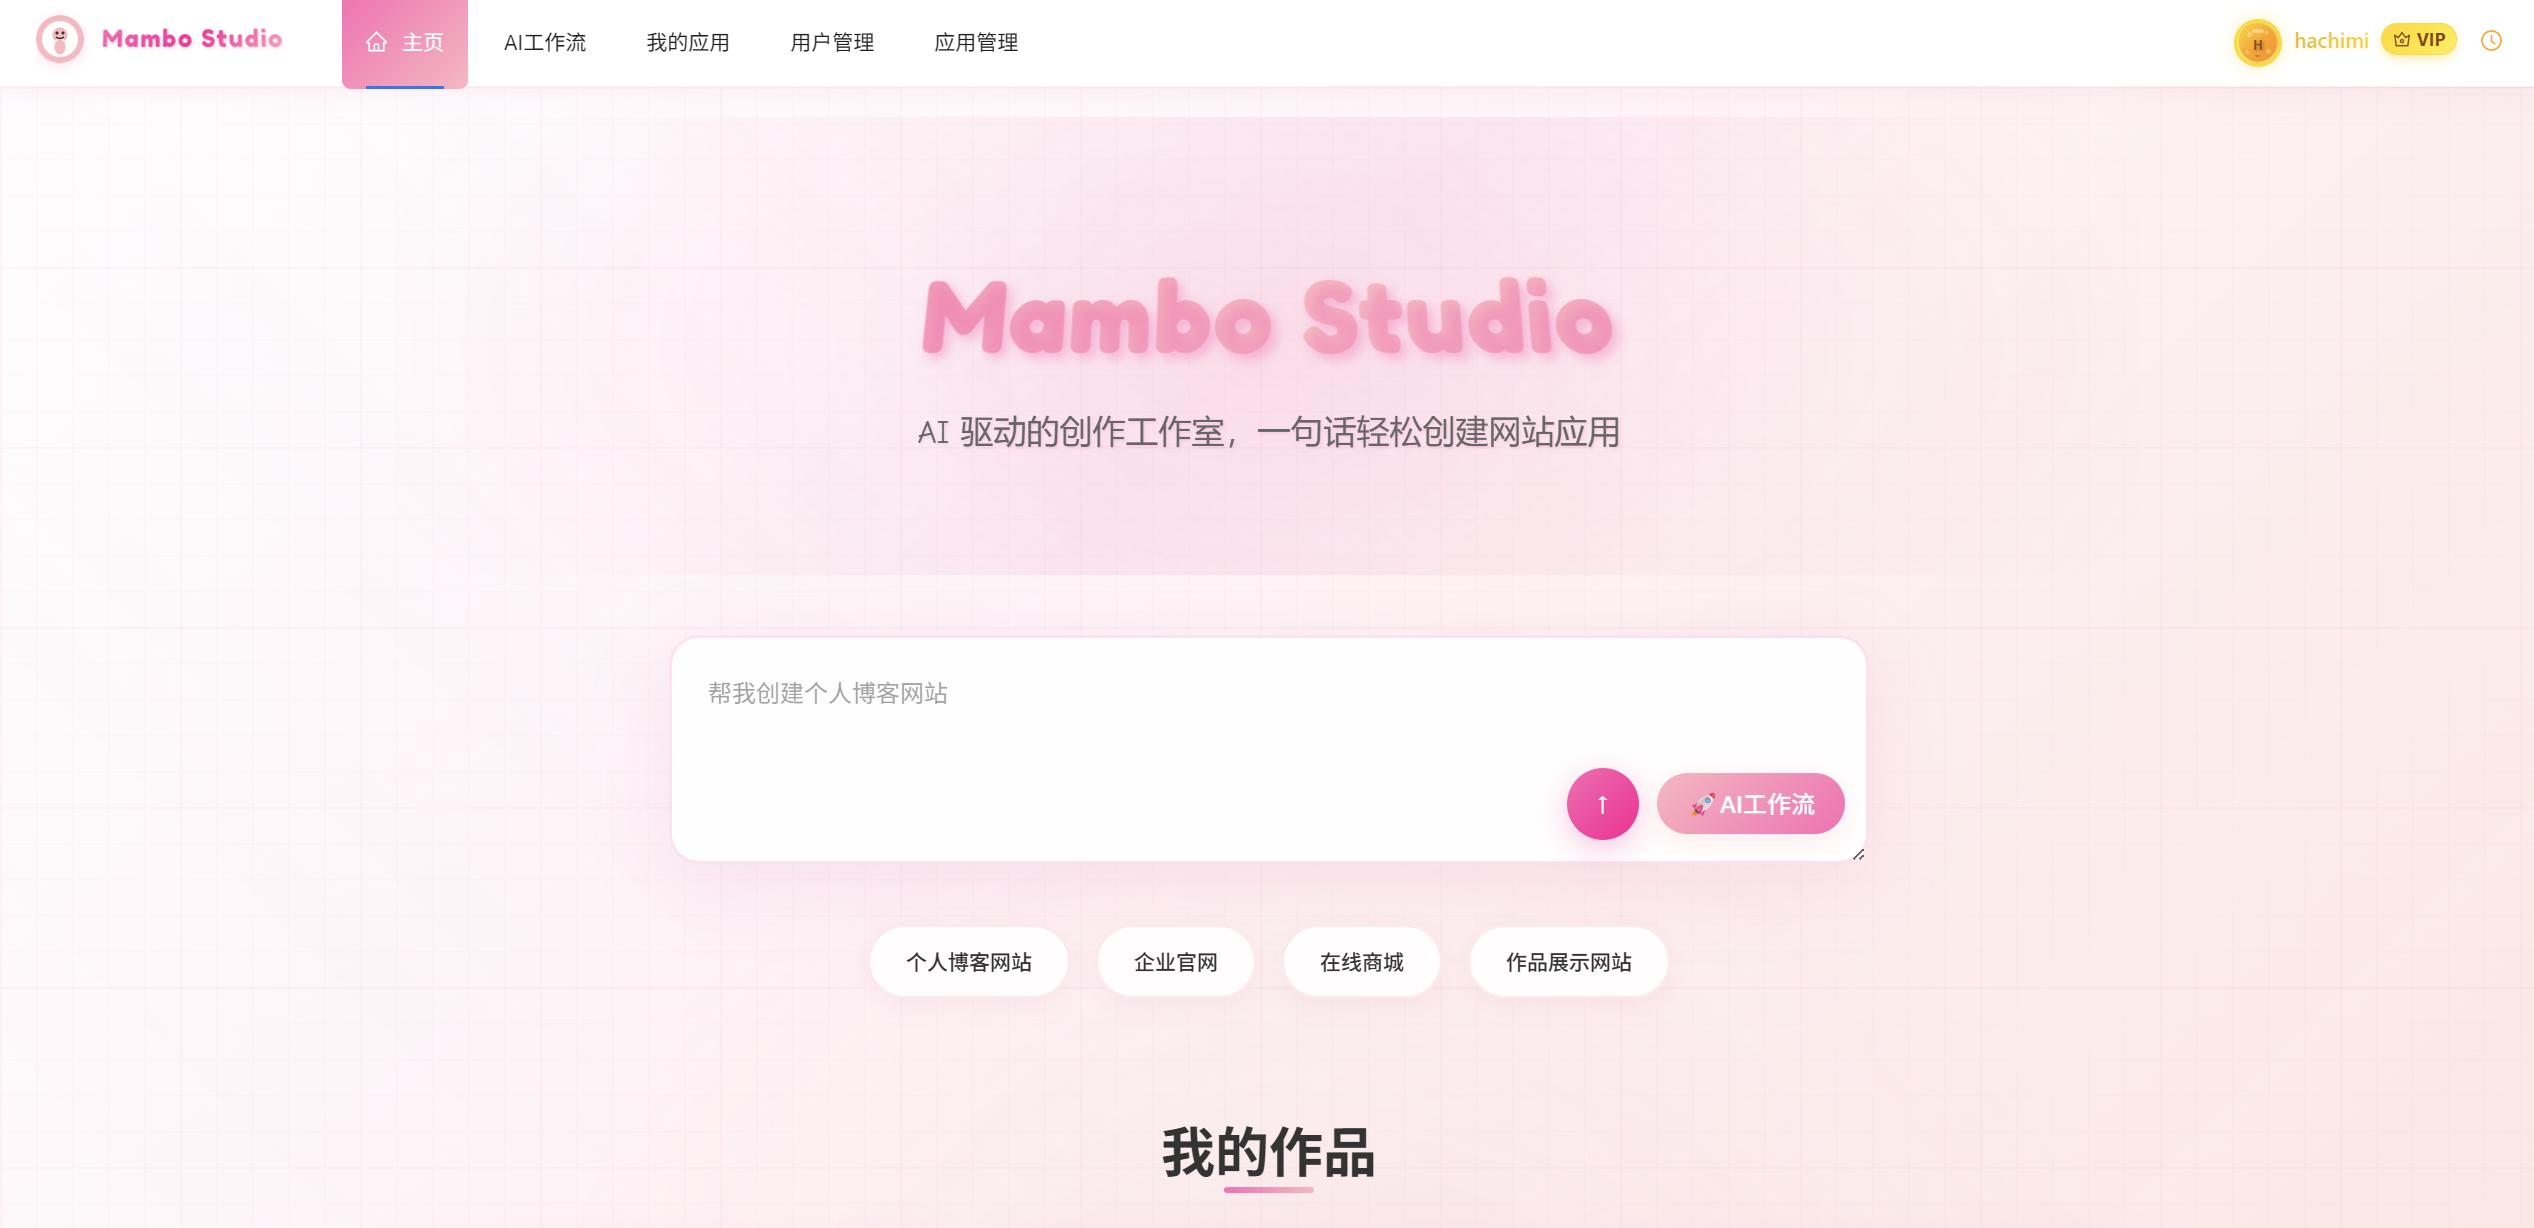 Mambo Studio
主页
AI工作流
我的应用
用户管理
应用管理
H
hachimi
VIP
Mambo Studio
AI 驱动的创作工作室，一句话轻松创建网站应用
帮我创建个人博客网站
↑
🚀 AI工作流
个人博客网站
企业官网
在线商城
作品展示网站
我的作品